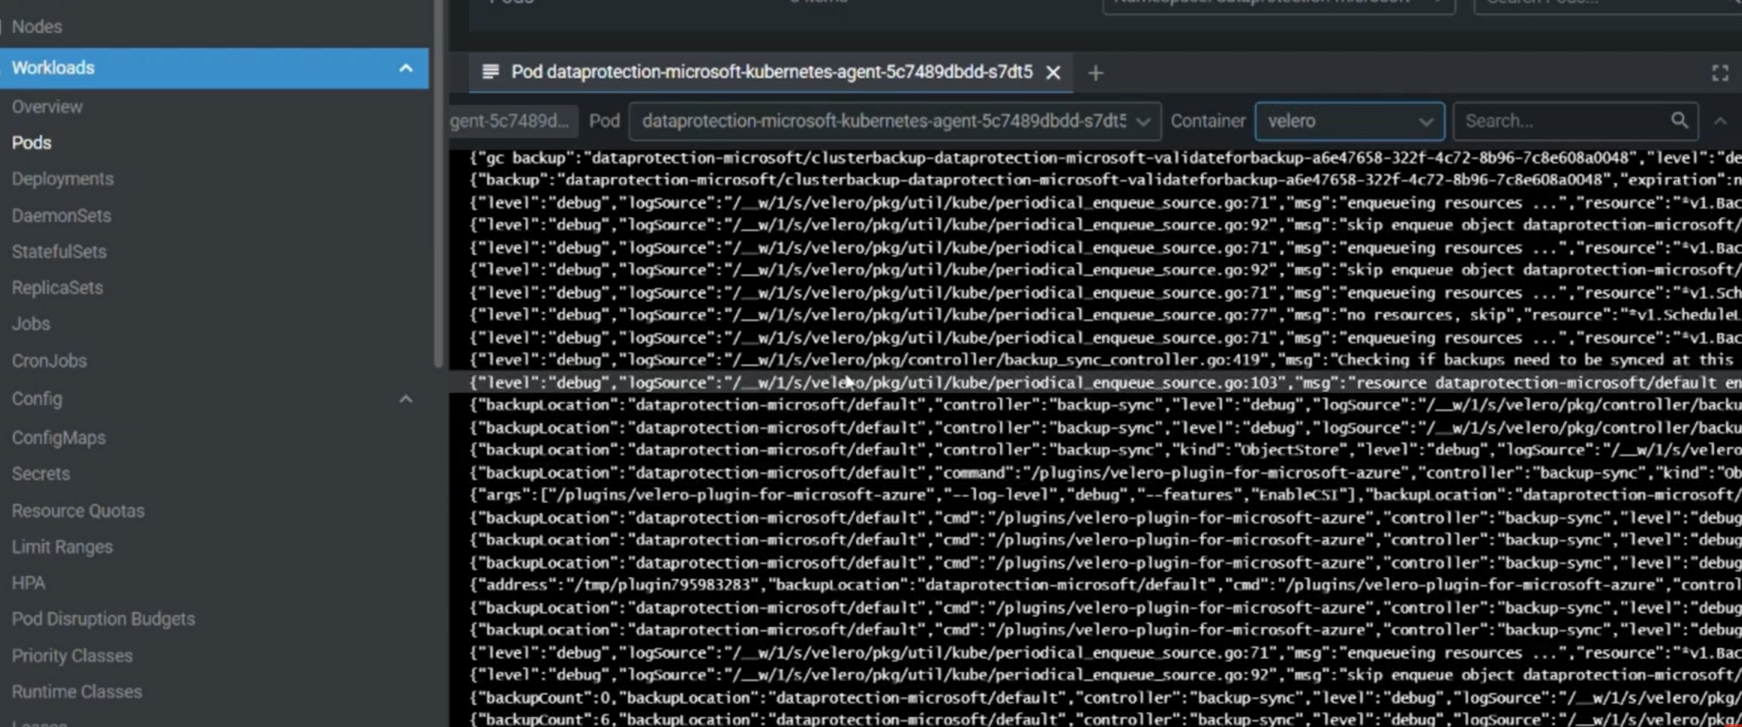 Nodes
Workloads
Overview
Pods
Deployments
DaemonSets
StatefulSets
ReplicaSets
Jobs
CronJobs
Config
ConfigMaps
Secrets
Resource Quotas
Limit Ranges
HPA
Pod Disruption Budgets
Priority Classes
Runtime Classes
Pod dataprotection-microsoft-kubernetes-agent-5c7489dbdd-s7dt5
gent-5c7489d... Pod dataprotection-microsoft-kubernetes-agent-5c7489dbdd-s7dt5 Container velero Search...
{"gc backup":"dataprotection-microsoft/clusterbackup-dataprotection-microsoft-validateforbackup-a6e47658-322f-4c72-8b96-7c8e608a0048","level":"de
{"backup":"dataprotection-microsoft/clusterbackup-dataprotection-microsoft-validateforbackup-a6e47658-322f-4c72-8b96-7c8e608a0048","expiration":n
{"level":"debug","logSource":"/__w/1/s/velero/pkg/util/kube/periodical_enqueue_source.go:71","msg":"enqueueing resources ...","resource":"*v1.Bac
{"level":"debug","logSource":"/__w/1/s/velero/pkg/util/kube/periodical_enqueue_source.go:92","msg":"skip enqueue object dataprotection-microsoft/
{"level":"debug","logSource":"/__w/1/s/velero/pkg/util/kube/periodical_enqueue_source.go:71","msg":"enqueueing resources ...","resource":"*v1.Bac
{"level":"debug","logSource":"/__w/1/s/velero/pkg/util/kube/periodical_enqueue_source.go:92","msg":"skip enqueue object dataprotection-microsoft/
{"level":"debug","logSource":"/__w/1/s/velero/pkg/util/kube/periodical_enqueue_source.go:71","msg":"enqueueing resources ...","resource":"*v1.Sch
{"level":"debug","logSource":"/__w/1/s/velero/pkg/util/kube/periodical_enqueue_source.go:77","msg":"no resources, skip","resource":"*v1.ScheduleL
{"level":"debug","logSource":"/__w/1/s/velero/pkg/util/kube/periodical_enqueue_source.go:71","msg":"enqueueing resources ...","resource":"*v1.Bac
{"level":"debug","logSource":"/__w/1/s/velero/pkg/controller/backup_sync_controller.go:419","msg":"Checking if backups need to be synced at this
{"level":"debug","logSource":"/__w/1/s/velero/pkg/util/kube/periodical_enqueue_source.go:103","msg":"resource dataprotection-microsoft/default en
{"backupLocation":"dataprotection-microsoft/default","controller":"backup-sync","level":"debug","logSource":"/__w/1/s/velero/pkg/controller/backu
{"backupLocation":"dataprotection-microsoft/default","controller":"backup-sync","level":"debug","logSource":"/__w/1/s/velero/pkg/controller/backu
{"backupLocation":"dataprotection-microsoft/default","controller":"backup-sync","kind":"ObjectStore","level":"debug","logSource":"/__w/1/s/velero
{"backupLocation":"dataprotection-microsoft/default","command":"/plugins/velero-plugin-for-microsoft-azure","controller":"backup-sync","kind":"Ob
{"args":["/plugins/velero-plugin-for-microsoft-azure","--log-level","debug","--features","EnableCSI"],"backupLocation":"dataprotection-microsoft/
{"backupLocation":"dataprotection-microsoft/default","cmd":"/plugins/velero-plugin-for-microsoft-azure","controller":"backup-sync","level":"debug
{"backupLocation":"dataprotection-microsoft/default","cmd":"/plugins/velero-plugin-for-microsoft-azure","controller":"backup-sync","level":"debug
{"backupLocation":"dataprotection-microsoft/default","cmd":"/plugins/velero-plugin-for-microsoft-azure","controller":"backup-sync","level":"debug
{"address":"/tmp/plugin795983283","backupLocation":"dataprotection-microsoft/default","cmd":"/plugins/velero-plugin-for-microsoft-azure","control
{"backupLocation":"dataprotection-microsoft/default","cmd":"/plugins/velero-plugin-for-microsoft-azure","controller":"backup-sync","level":"debug
{"backupLocation":"dataprotection-microsoft/default","cmd":"/plugins/velero-plugin-for-microsoft-azure","controller":"backup-sync","level":"debug
{"level":"debug","logSource":"/__w/1/s/velero/pkg/util/kube/periodical_enqueue_source.go:71","msg":"enqueueing resources ...","resource":"*v1.Bac
{"level":"debug","logSource":"/__w/1/s/velero/pkg/util/kube/periodical_enqueue_source.go:92","msg":"skip enqueue object dataprotection-microsoft/
{"backupCount":0,"backupLocation":"dataprotection-microsoft/default","controller":"backup-sync","level":"debug","logSource":"/__w/1/s/velero/pkg/
{"backupCount":6,"backupLocation":"dataprotection-microsoft/default","controller":"backup-sync","level":"debug","logSource":"/__w/1/s/velero/pkg/